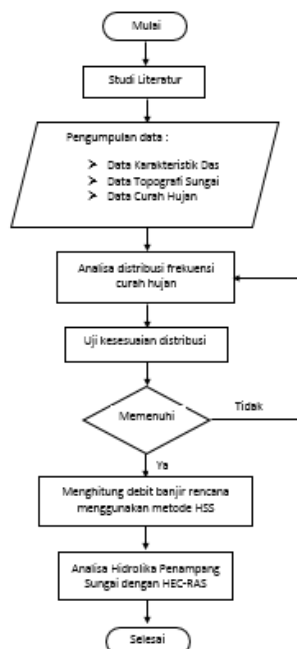 Mulai
Studi Literatur
Pengumpulan data :
➤ Data Karakteristik Das
➤ Data Topografi Sungai
➤ Data Curah Hujan
Analisa distribusi frekuensi
curah hujan
Uji kesesuaian distribusi
Memenuhi
Tidak
Ya
Menghitung debit banjir rencana
menggunakan metode HSS
Analisa Hidrolika Penampang
Sungai dengan HEC-RAS
Selesai